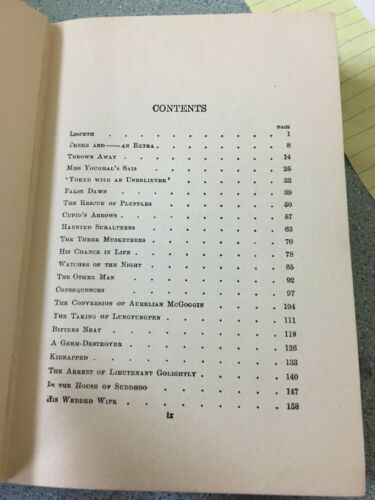 CONTENTS
PAGE
Lispeth . . . . . . . . 1
Three and——an Extra . . . . . . . 8
Thrown Away . . . . . . . . 14
Miss Youghal's Sais . . . . . . . 25
'Yoked with an Unbeliever' . . . . . . 33
False Dawn . . . . . . . . 39
The Rescue of Pluffles . . . . . . 50
Cupid's Arrows . . . . . . . . 57
Haunted Subalterns . . . . . . . 63
The Three Musketeers . . . . . . 70
His Chance in Life . . . . . . . 78
Watches of the Night . . . . . . 85
The Other Man . . . . . . . 92
Consequences . . . . . . . . 97
The Conversion of Aurelian McGoggin . . . . 104
The Taking of Lungtungpen . . . . . . 111
Bitters Neat . . . . . . . . 119
A Germ-Destroyer . . . . . . . 126
Kidnapped . . . . . . . . 133
The Arrest of Lieutenant Golightly . . . . 140
In the House of Suddhoo . . . . . . 147
His Wedded Wife . . . . . . . 158
ix